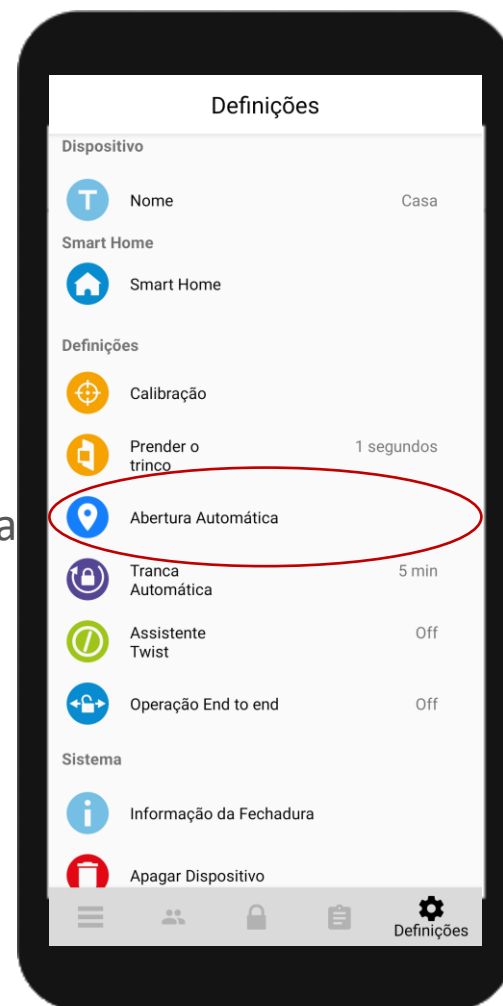 Definições
Dispositivo
Nome Casa
Smart Home
Smart Home
Definições
Calibração
Prender o 1 segundos
trinco
a
Abertura Automática
Tranca 5 min
Automática
Assistente Off
Twist
Operação End to end Off
Sistema
Informação da Fechadura
Apagar Dispositivo
Definições